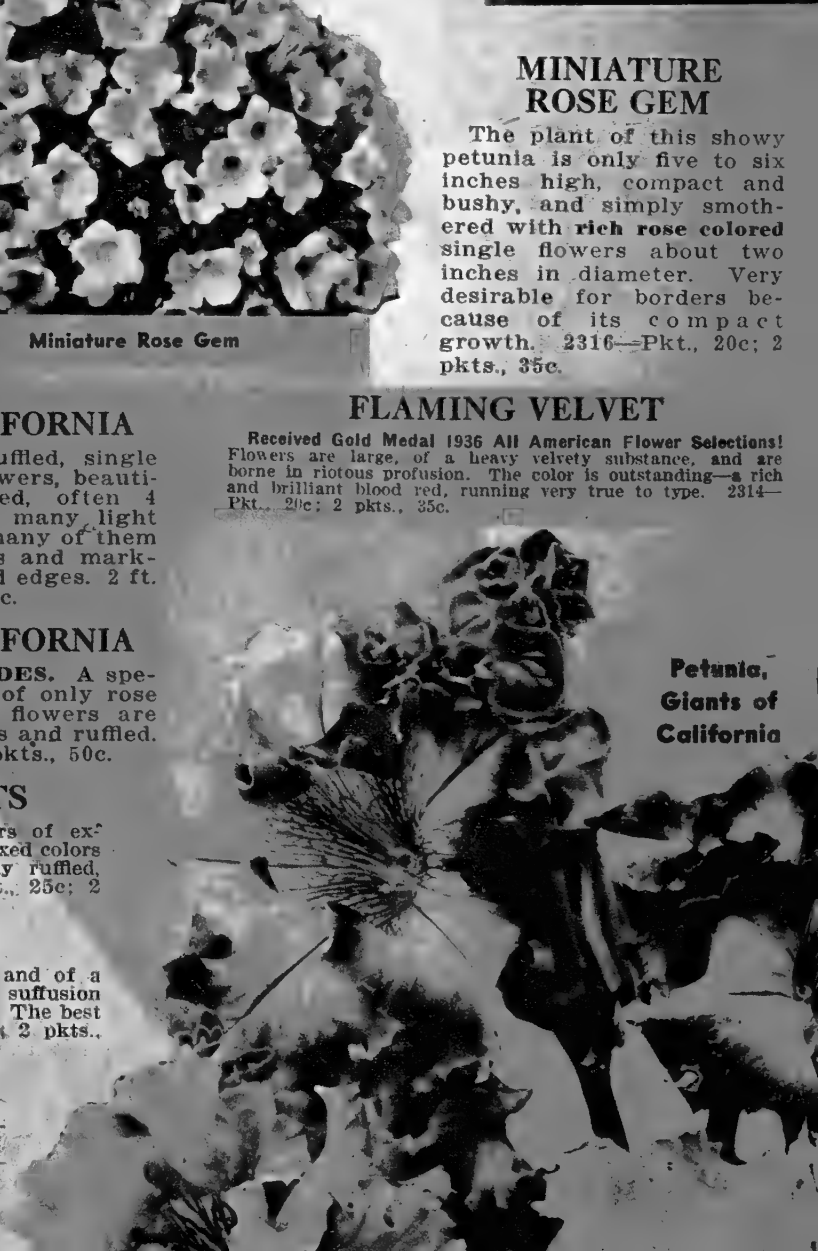 MINIATURE
ROSE GEM
The plant of this showy
petunia is only five to six
inches high, compact and
bushy, and simply smoth-
ered with rich rose colored
single flowers about two
inches in diameter. Very
desirable for borders be-
cause of its compact
growth. 2316—Pkt., 20c; 2
pkts., 35c.
Miniature Rose Gem
FLAMING VELVET
Received Gold Medal 1936 All American Flower Selections!
Flowers are large, of a heavy velvety substance, and are
borne in riotous profusion. The color is outstanding—a rich
and brilliant blood red, running very true to type. 2314—
Pkt., 20c; 2 pkts., 35c.
FORNIA
uffled, single
wers, beauti-
ed, often 4
many light
many of them
s and mark-
d edges. 2 ft.
c.
FORNIA
DES. A spe-
of only rose
flowers are
s and ruffled.
pkts., 50c.
TS
rs of ex-
xed colors
y ruffled,
., 25c; 2
and of a
suffusion
The best
2 pkts.,
Petunia,
Giants of
California